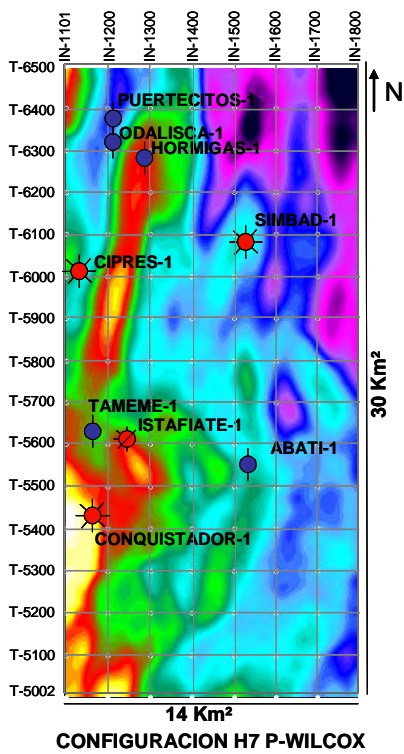 IN-1101
IN-1200
IN-1300
IN-1400
IN-1500
IN-1600
IN-1700
IN-1800
T-6500
N
PUERTECITOS-1
T-6400
ODALISCA-1
HORMIGAS-1
T-6300
T-6200
SIMBAD-1
T-6100
CIPRES-1
T-6000
T-5900
T-5800
30 Km²
T-5700
TAMEME-1
ISTAFIATE-1
T-5600
ABATI-1
T-5500
T-5400
CONQUISTADOR-1
T-5300
T-5200
T-5100
T-5002
14 Km²
CONFIGURACION H7 P-WILCOX